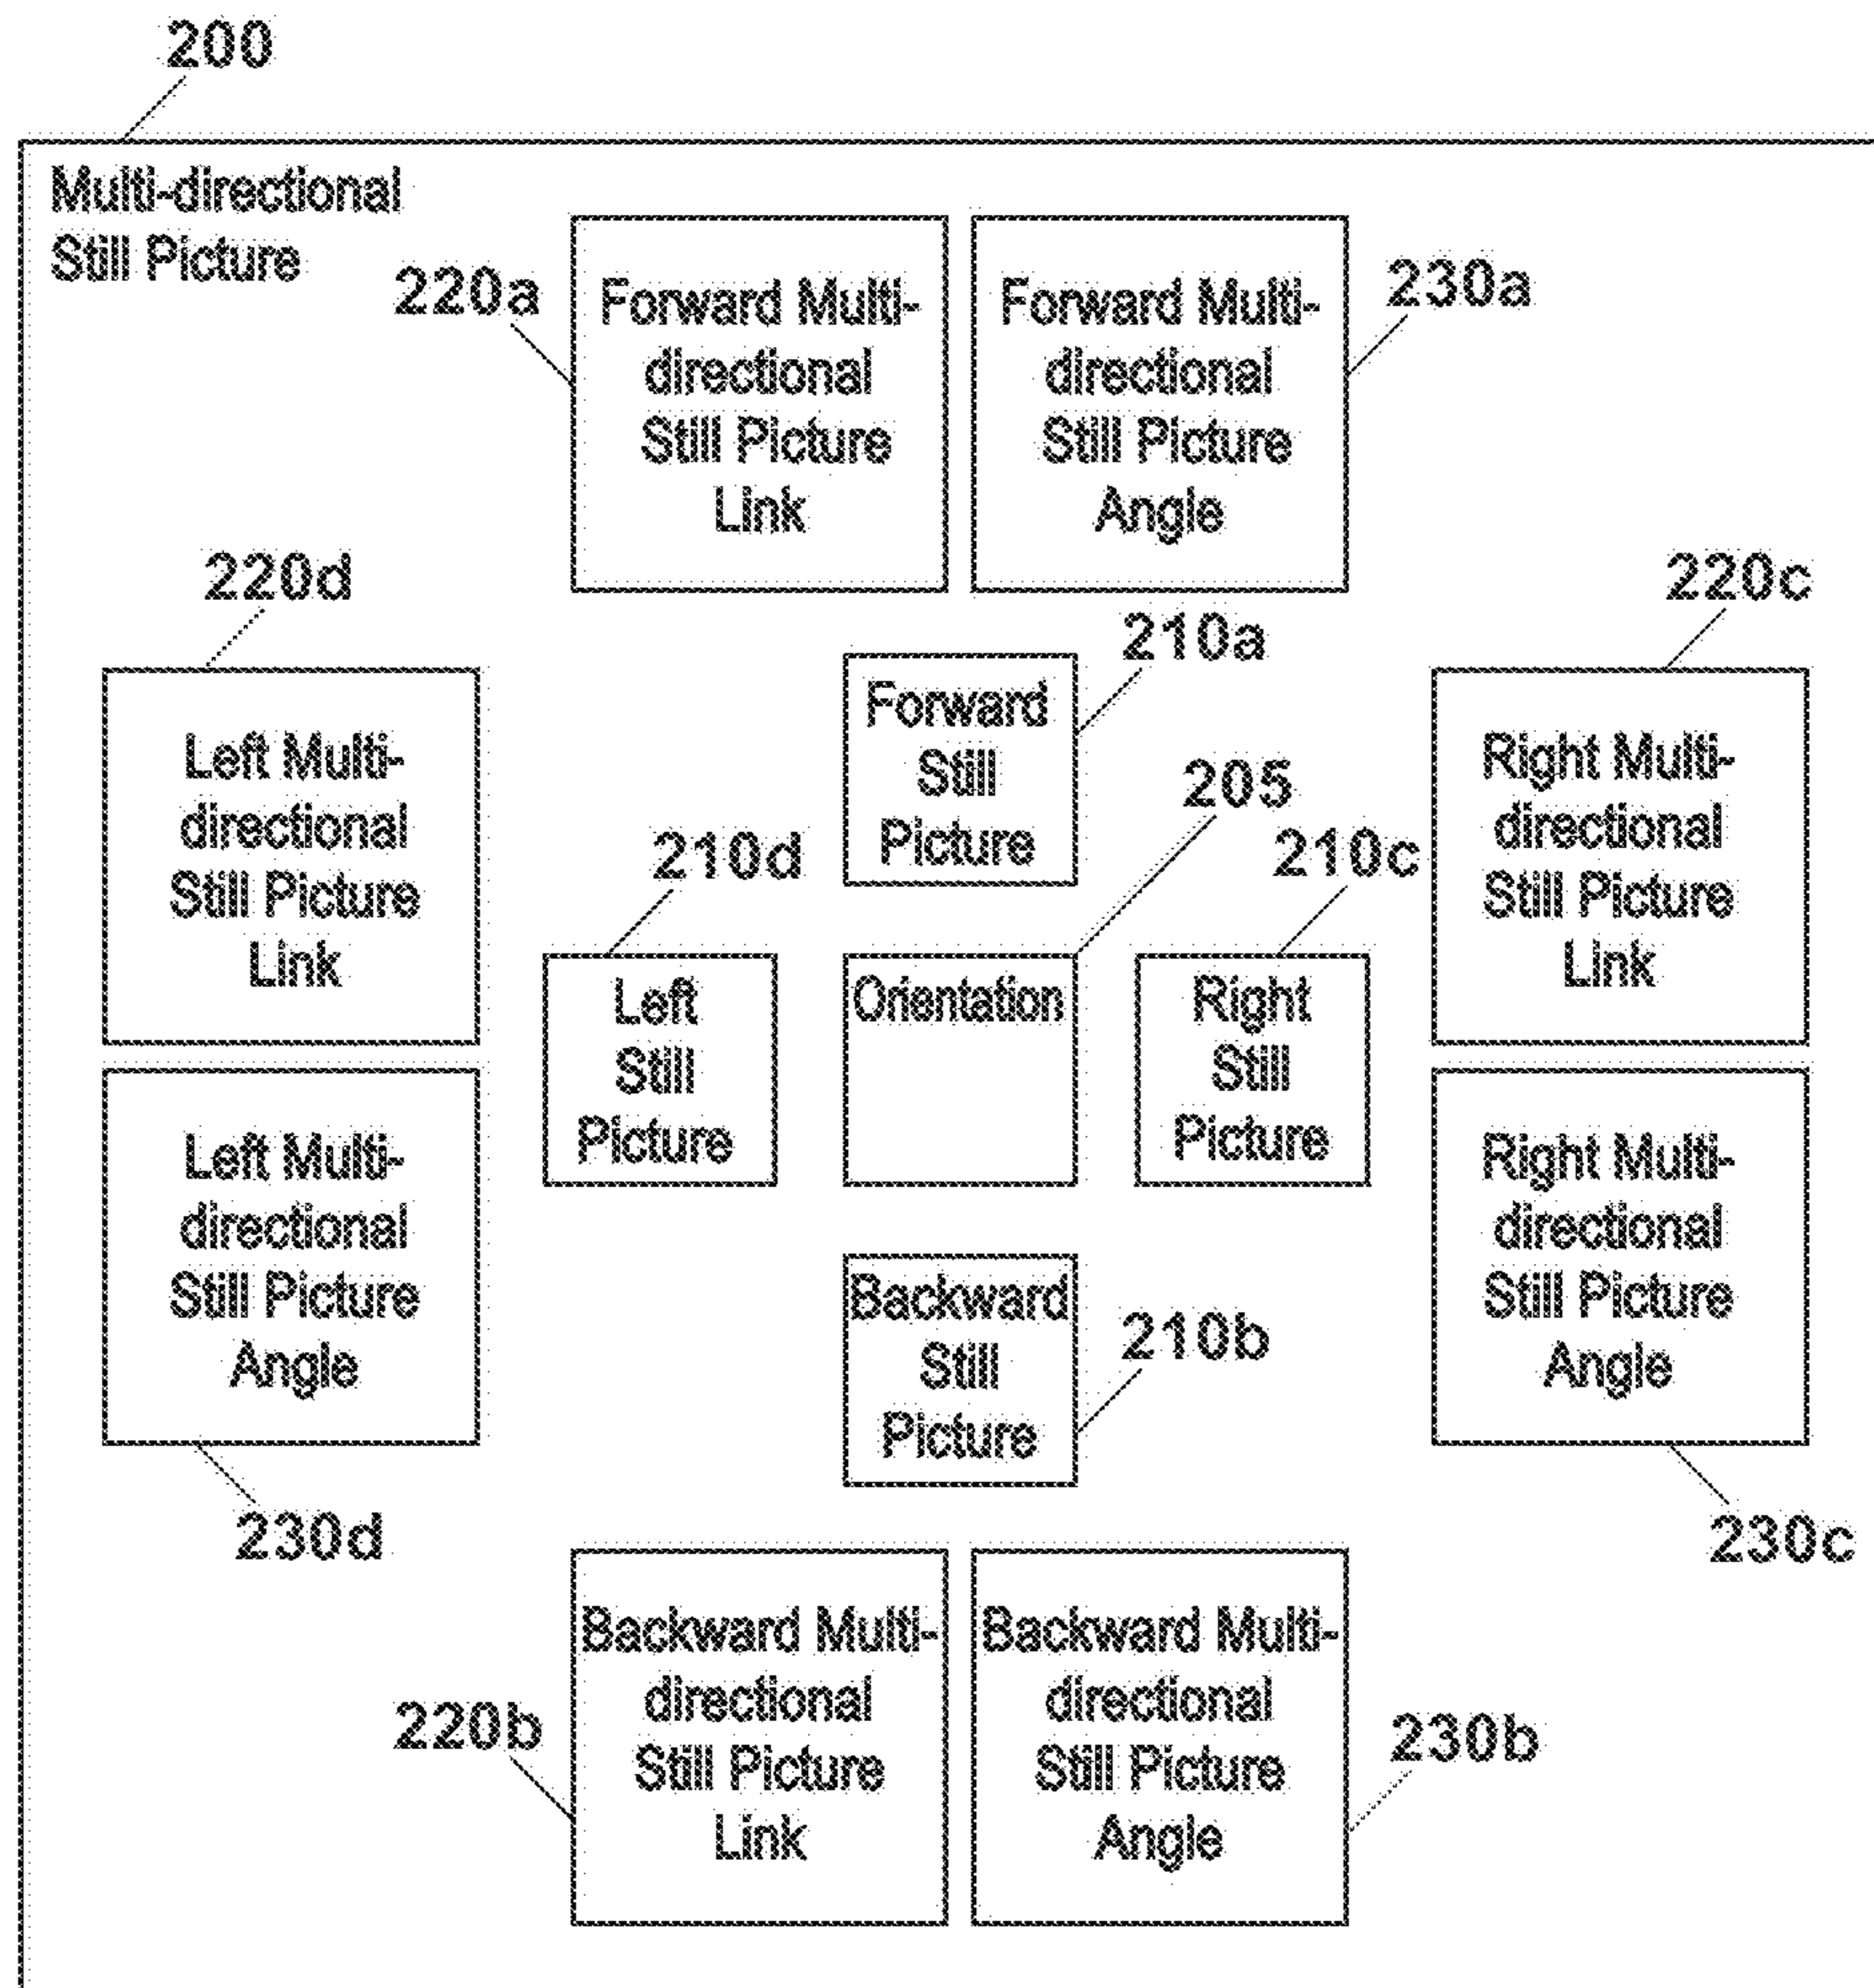 200
Multi-directional
Still Picture
220a
Forward Multi-
directional
Still Picture
Link
Forward Multi-
directional
Still Picture
Angle
230a
220d
Left Multi-
directional
Still Picture
Link
210a
Forward
Still
Picture
220c
Right Multi-
directional
Still Picture
Link
210d
Left
Still
Picture
205
Orientation
210c
Right
Still
Picture
Left Multi-
directional
Still Picture
Angle
230d
Backward
Still
Picture
210b
Right Multi-
directional
Still Picture
Angle
230c
220b
Backward Multi-
directional
Still Picture
Link
Backward Multi-
directional
Still Picture
Angle
230b